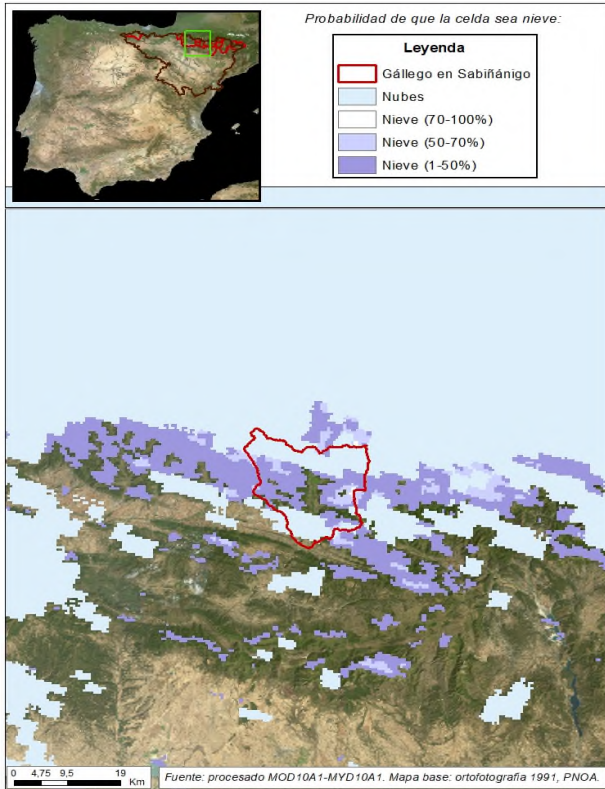 Probabilidad de que la celda sea nieve:
Leyenda
Gállego en Sabiñánigo
Nubes
Nieve (70-100%)
Nieve (50-70%)
Nieve (1-50%)
0 4,75 9,5 19
Km
Fuente: procesado MOD10A1-MYD10A1. Mapa base: ortofotografía 1991, PNOA.